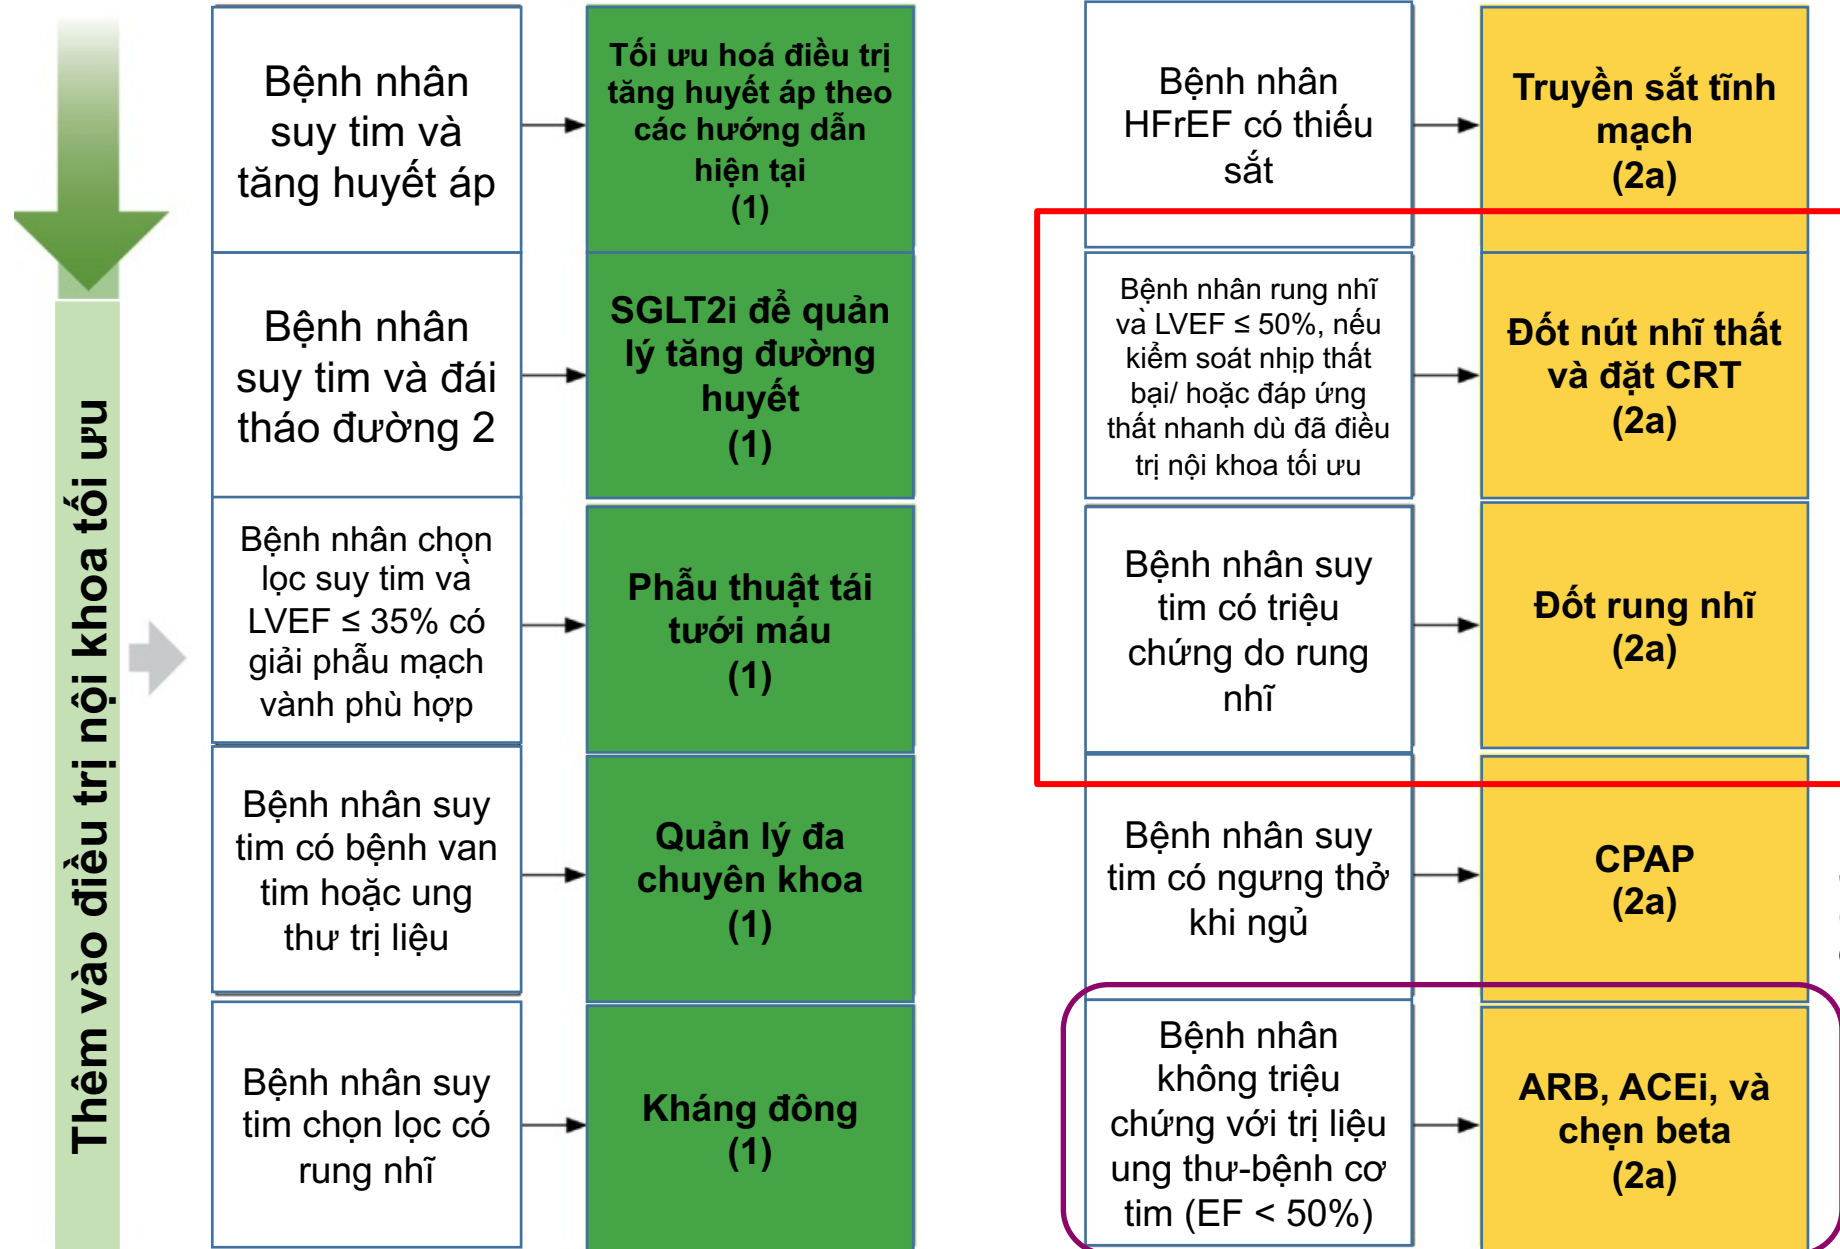 Thêm vào điều trị nội khoa tối ưu
Bệnh nhân
suy tim và
tăng huyết áp
Tối ưu hoá điều trị
tăng huyết áp theo
các hướng dẫn
hiện tại
(1)
Bệnh nhân
suy tim và đái
tháo đường 2
SGLT2i để quản
lý tăng đường
huyết
(1)
Bệnh nhân chọn
lọc suy tim và
LVEF ≤ 35% có
giải phẫu mạch
vành phù hợp
Phẫu thuật tái
tưới máu
(1)
Bệnh nhân suy
tim có bệnh van
tim hoặc ung
thư trị liệu
Quản lý đa
chuyên khoa
(1)
Bệnh nhân suy
tim chọn lọc có
rung nhĩ
Kháng đông
(1)
Bệnh nhân
HFrEF có thiếu
sắt
Truyền sắt tĩnh
mạch
(2a)
Bệnh nhân rung nhĩ
và LVEF ≤ 50%, nếu
kiểm soát nhịp thất
bại/ hoặc đáp ứng
thất nhanh dù đã điều
trị nội khoa tối ưu
Đốt nút nhĩ thất
và đặt CRT
(2a)
Bệnh nhân suy
tim có triệu
chứng do rung
nhĩ
Đốt rung nhĩ
(2a)
Bệnh nhân suy
tim có ngưng thở
khi ngủ
CPAP
(2a)
Bệnh nhân
không triệu
chứng với trị liệu
ung thư-bệnh cơ
tim (EF < 50%)
ARB, ACEi, và
chẹn beta
(2a)